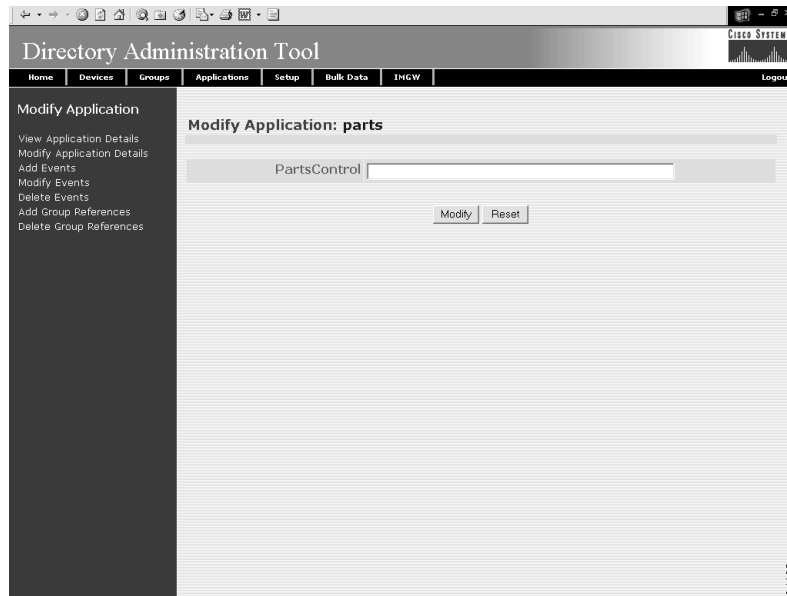 CISCO SYSTEM
Directory Administration Tool
Home Devices Groups Applications Setup Bulk Data IMGW Logou
Modify Application
View Application Details
Modify Application Details
Add Events
Modify Events
Delete Events
Add Group References
Delete Group References
Modify Application: parts
PartsControl
Modify Reset